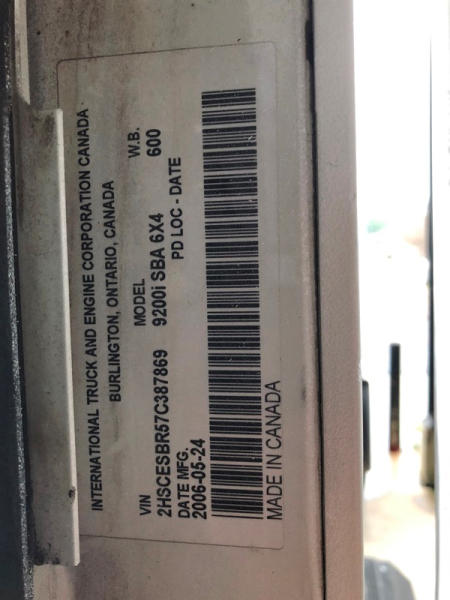 INTERNATIONAL TRUCK AND ENGINE CORPORATION CANADA
BURLINGTON, ONTARIO, CANADA
VIN MODEL W.B.
2HSCESBR57C387869 9200i SBA 6X4 600
DATE MFG. PD LOC - DATE
2006-05-24
MADE IN CANADA